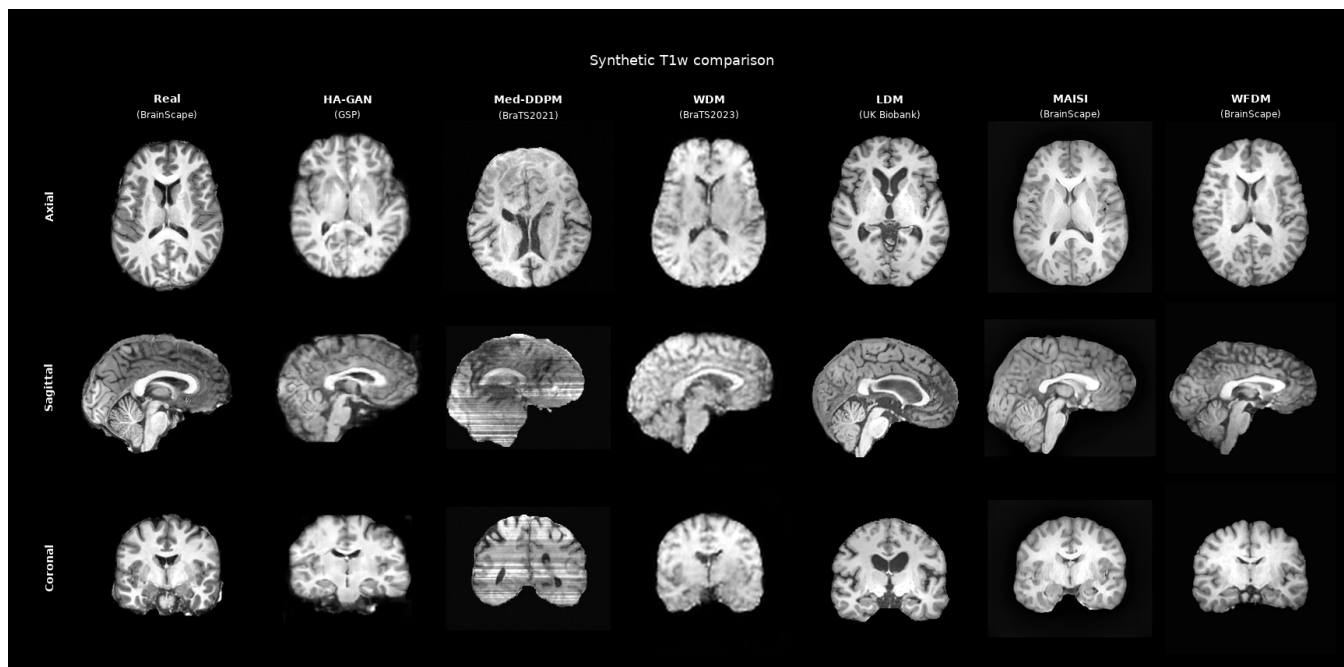 Synthetic T1w comparison
Real
(BrainScape)
HA-GAN
(GSP)
Med-DDPM
(BraTS2021)
WDM
(BraTS2023)
LDM
(UK Biobank)
MAISI
(BrainScape)
WFDM
(BrainScape)
Axial
Sagittal
Coronal